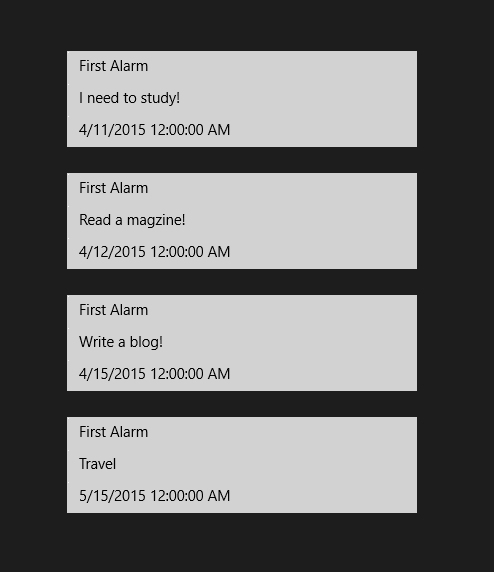 First Alarm
I need to study!
4/11/2015 12:00:00 AM
First Alarm
Read a magzine!
4/12/2015 12:00:00 AM
First Alarm
Write a blog!
4/15/2015 12:00:00 AM
First Alarm
Travel
5/15/2015 12:00:00 AM